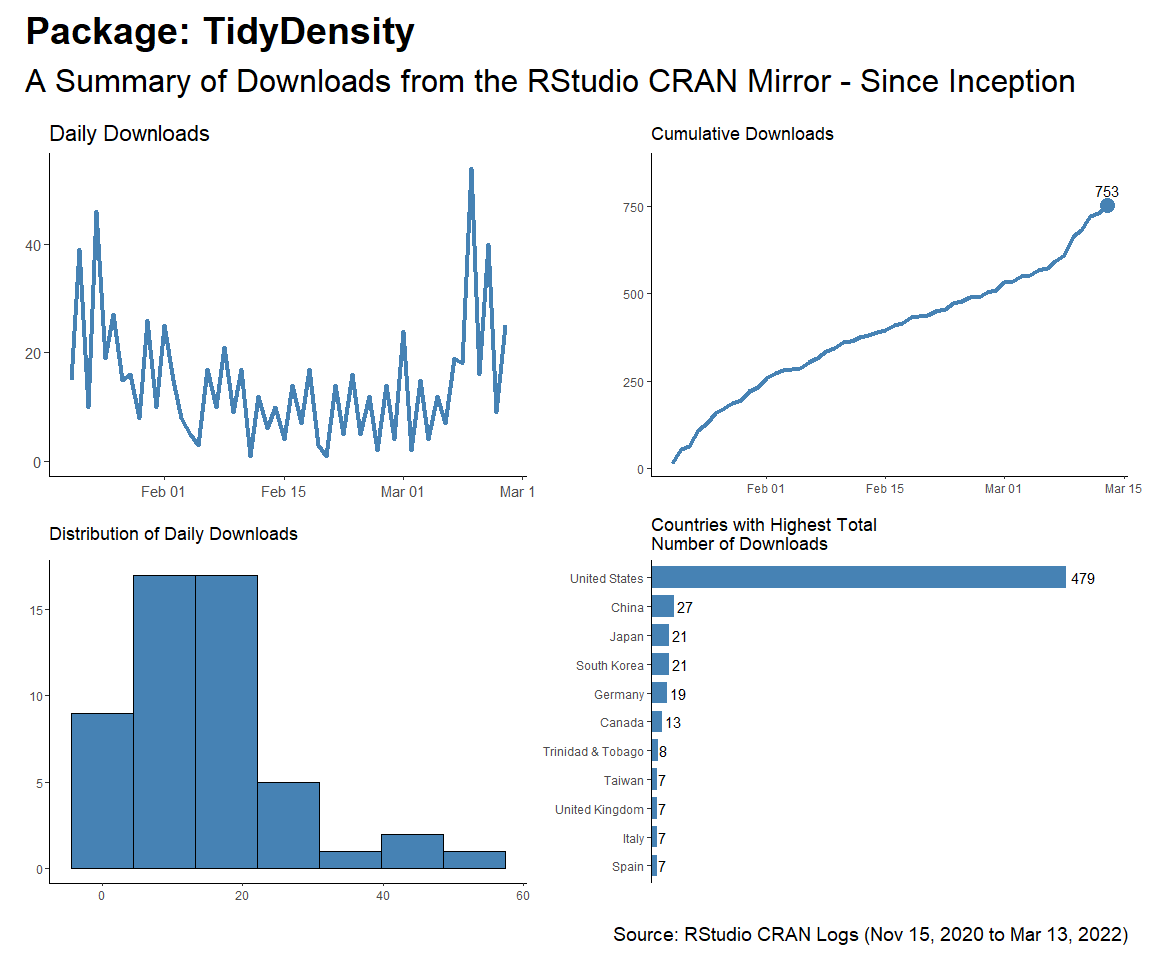 Package: TidyDensity
A Summary of Downloads from the RStudio CRAN Mirror - Since Inception
Daily Downloads
40
20
0
Feb 01
Feb 15
Mar 01
Mar 1
Cumulative Downloads
753
750
500
250
0
Feb 01
Feb 15
Mar 01
Mar 15
Distribution of Daily Downloads
15
10
5
0
0
20
40
60
Countries with Highest Total
Number of Downloads
United States 479
China 27
Japan 21
South Korea 21
Germany 19
Canada 13
Trinidad & Tobago 8
Taiwan 7
United Kingdom 7
Italy 7
Spain 7
Source: RStudio CRAN Logs (Nov 15, 2020 to Mar 13, 2022)